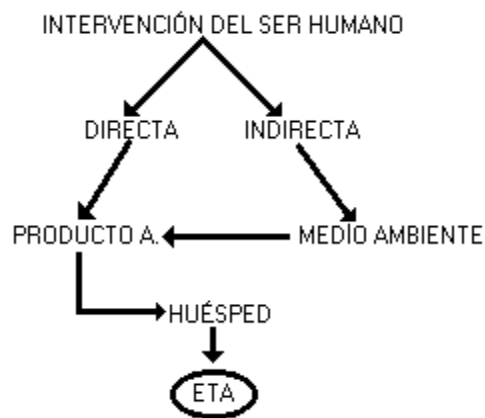 INTERVENCIÓN DEL SER HUMANO
DIRECTA INDIRECTA
PRODUCTO A. MEDIO AMBIENTE
HUÉSPED
ETA